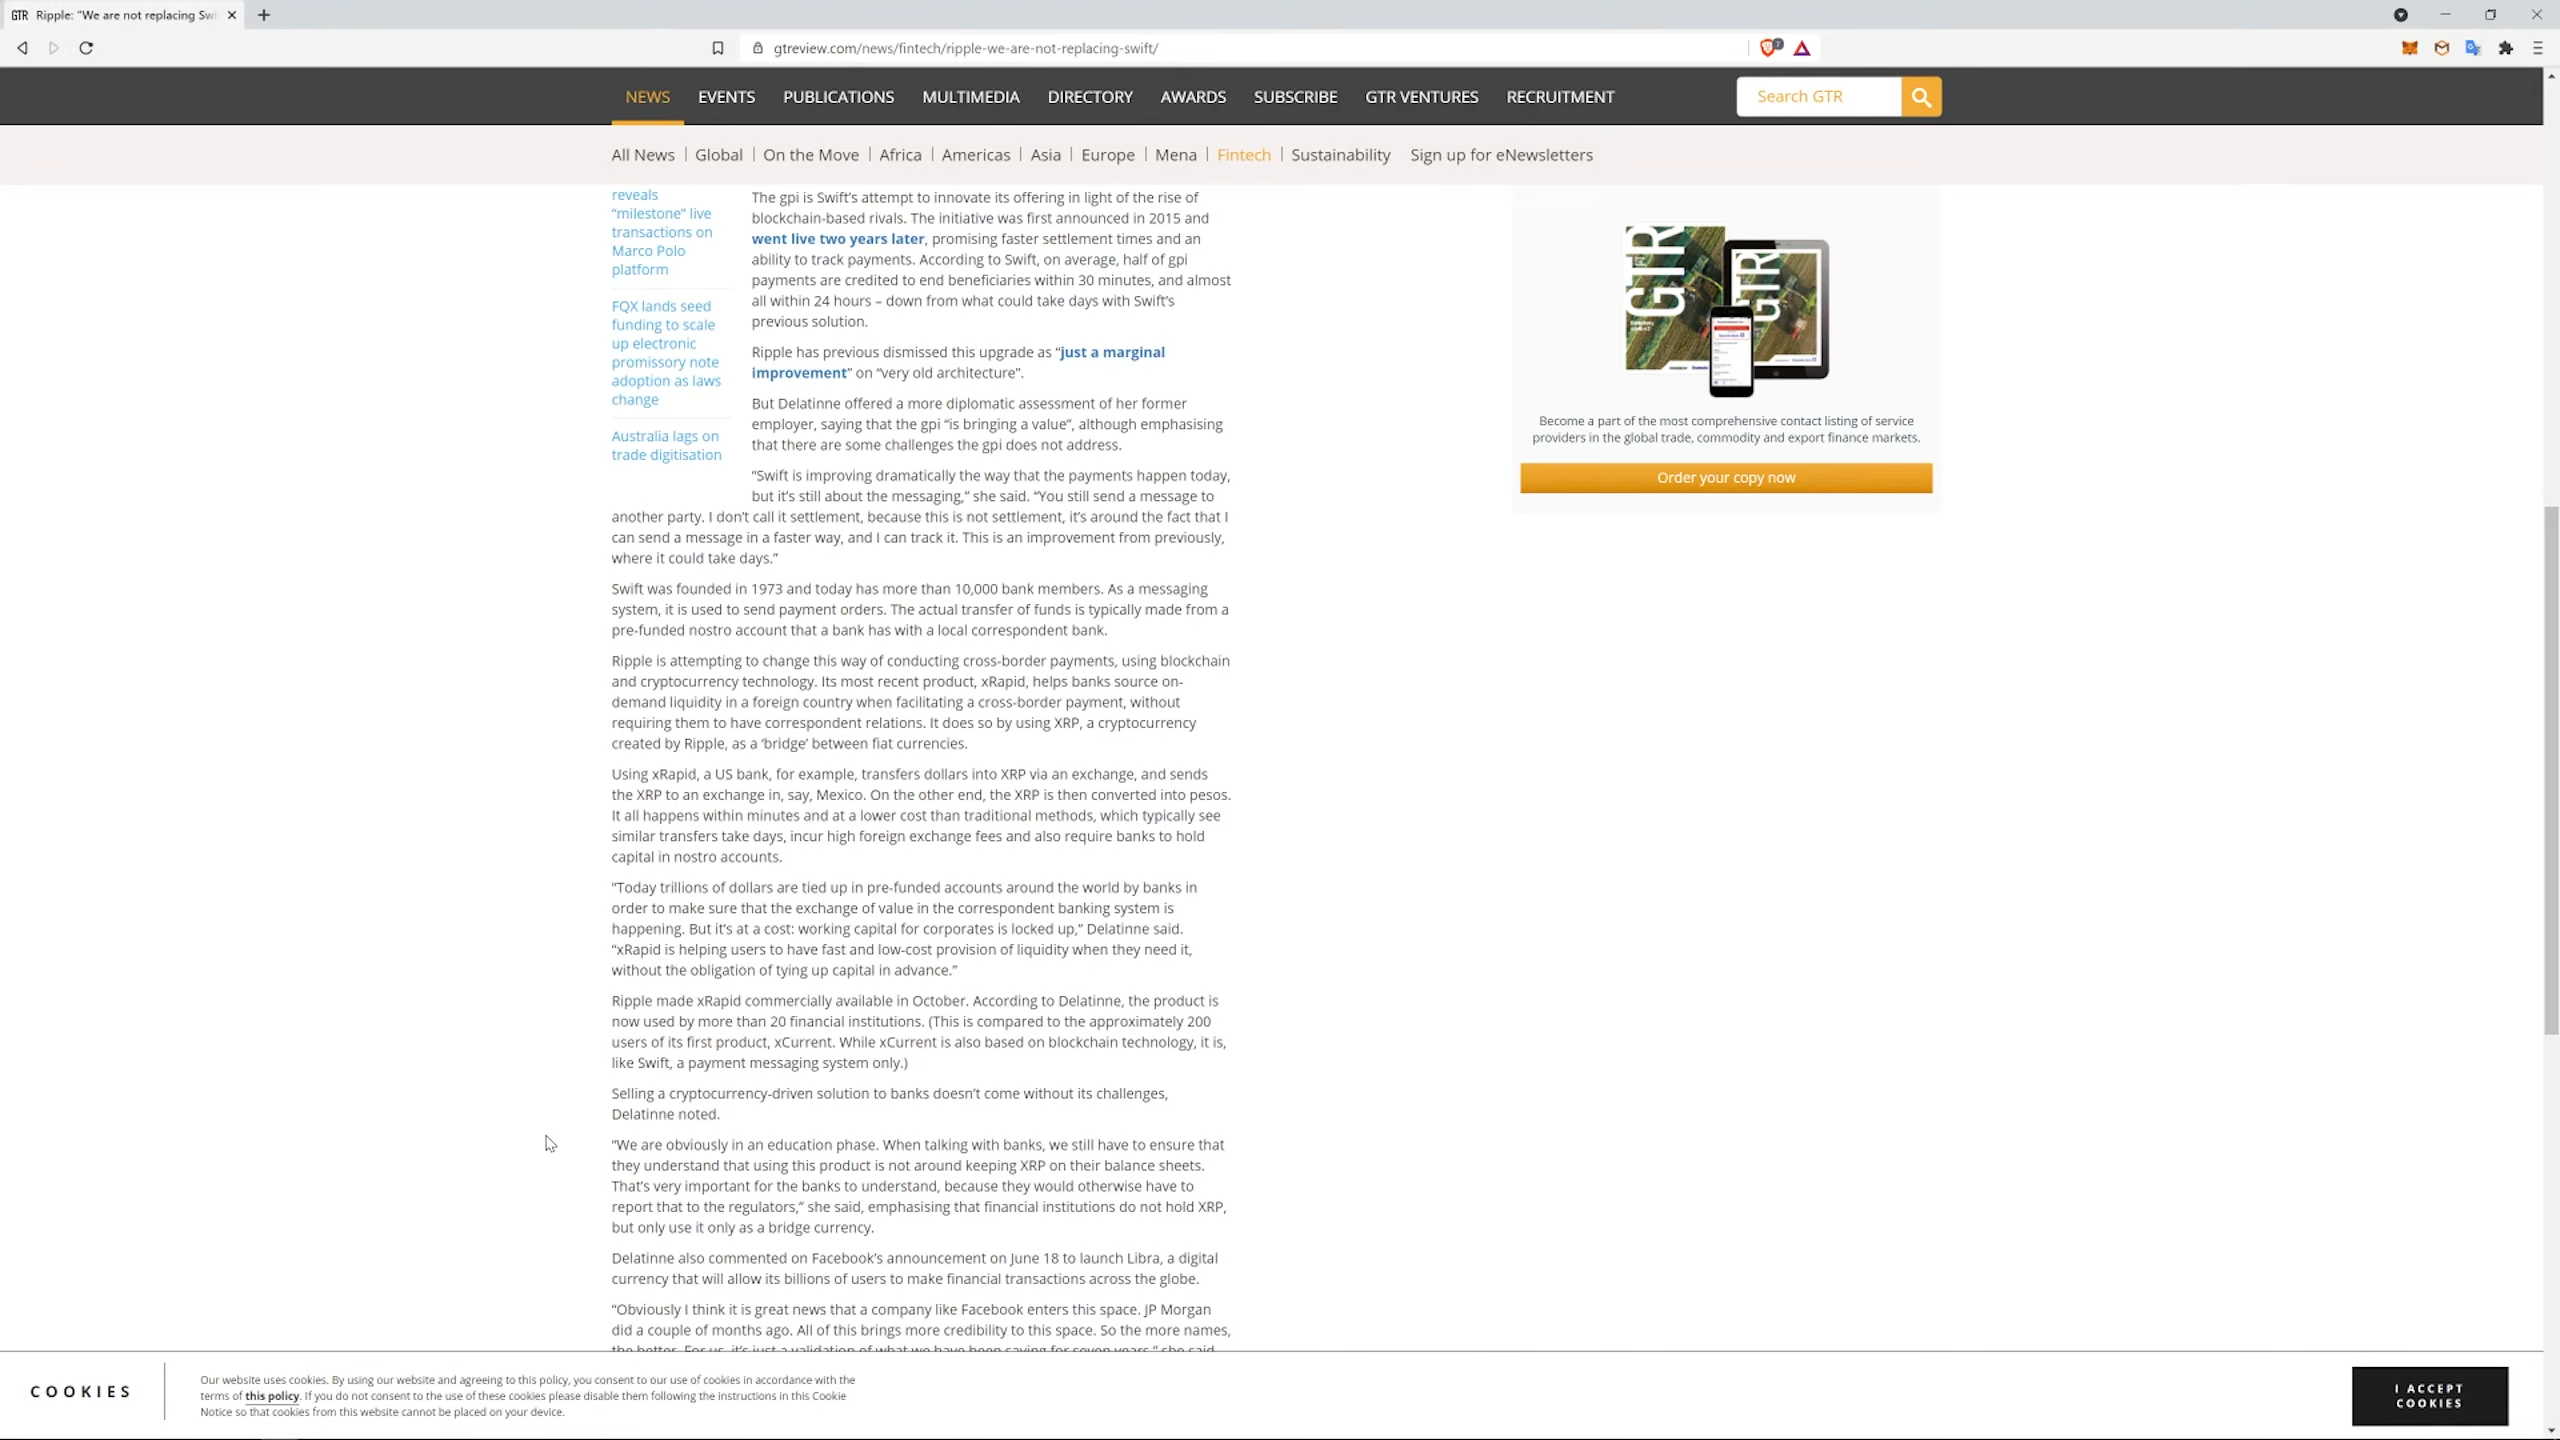 GTR Ripple: "We are not replacing Swi
gtreview.com/news/fintech/ripple-we-are-not-replacing-swift/
7
NEWS EVENTS PUBLICATIONS MULTIMEDIA DIRECTORY AWARDS SUBSCRIBE GTR VENTURES RECRUITMENT
Search GTR
All News | Global | On the Move | Africa | Americas | Asia | Europe | Mena | Fintech | Sustainability Sign up for eNewsletters
reveals
“milestone” live
transactions on
Marco Polo
platform
FQX lands seed
funding to scale
up electronic
promissory note
adoption as laws
change
Australia lags on
trade digitisation
The gpi is Swift’s attempt to innovate its offering in light of the rise of
blockchain-based rivals. The initiative was first announced in 2015 and
went live two years later, promising faster settlement times and an
ability to track payments. According to Swift, on average, half of gpi
payments are credited to end beneficiaries within 30 minutes, and almost
all within 24 hours – down from what could take days with Swift’s
previous solution.
Ripple has previous dismissed this upgrade as “just a marginal
improvement” on “very old architecture”.
But Delatinne offered a more diplomatic assessment of her former
employer, saying that the gpi “is bringing a value”, although emphasising
that there are some challenges the gpi does not address.
“Swift is improving dramatically the way that the payments happen today,
but it’s still about the messaging,” she said. “You still send a message to
another party. I don’t call it settlement, because this is not settlement, it’s around the fact that I
can send a message in a faster way, and I can track it. This is an improvement from previously,
where it could take days.”
Swift was founded in 1973 and today has more than 10,000 bank members. As a messaging
system, it is used to send payment orders. The actual transfer of funds is typically made from a
pre-funded nostro account that a bank has with a local correspondent bank.
Ripple is attempting to change this way of conducting cross-border payments, using blockchain
and cryptocurrency technology. Its most recent product, xRapid, helps banks source on-
demand liquidity in a foreign country when facilitating a cross-border payment, without
requiring them to have correspondent relations. It does so by using XRP, a cryptocurrency
created by Ripple, as a ‘bridge’ between fiat currencies.
Using xRapid, a US bank, for example, transfers dollars into XRP via an exchange, and sends
the XRP to an exchange in, say, Mexico. On the other end, the XRP is then converted into pesos.
It all happens within minutes and at a lower cost than traditional methods, which typically see
similar transfers take days, incur high foreign exchange fees and also require banks to hold
capital in nostro accounts.
“Today trillions of dollars are tied up in pre-funded accounts around the world by banks in
order to make sure that the exchange of value in the correspondent banking system is
happening. But it’s at a cost: working capital for corporates is locked up,” Delatinne said.
“xRapid is helping users to have fast and low-cost provision of liquidity when they need it,
without the obligation of tying up capital in advance.”
Ripple made xRapid commercially available in October. According to Delatinne, the product is
now used by more than 20 financial institutions. (This is compared to the approximately 200
users of its first product, xCurrent. While xCurrent is also based on blockchain technology, it is,
like Swift, a payment messaging system only.)
Selling a cryptocurrency-driven solution to banks doesn’t come without its challenges,
Delatinne noted.
“We are obviously in an education phase. When talking with banks, we still have to ensure that
they understand that using this product is not around keeping XRP on their balance sheets.
That’s very important for the banks to understand, because they would otherwise have to
report that to the regulators,” she said, emphasising that financial institutions do not hold XRP,
but only use it only as a bridge currency.
Delatinne also commented on Facebook’s announcement on June 18 to launch Libra, a digital
currency that will allow its billions of users to make financial transactions across the globe.
“Obviously I think it is great news that a company like Facebook enters this space. JP Morgan
did a couple of months ago. All of this brings more credibility to this space. So the more names,
the better. For us, it’s just a validation of what we have been saying for seven years,” she said
GTR
GTR
Become a part of the most comprehensive contact listing of service
providers in the global trade, commodity and export finance markets.
Order your copy now
COOKIES
Our website uses cookies. By using our website and agreeing to this policy, you consent to our use of cookies in accordance with the
terms of this policy. If you do not consent to the use of these cookies please disable them following the instructions in this Cookie
Notice so that cookies from this website cannot be placed on your device.
I ACCEPT
COOKIES